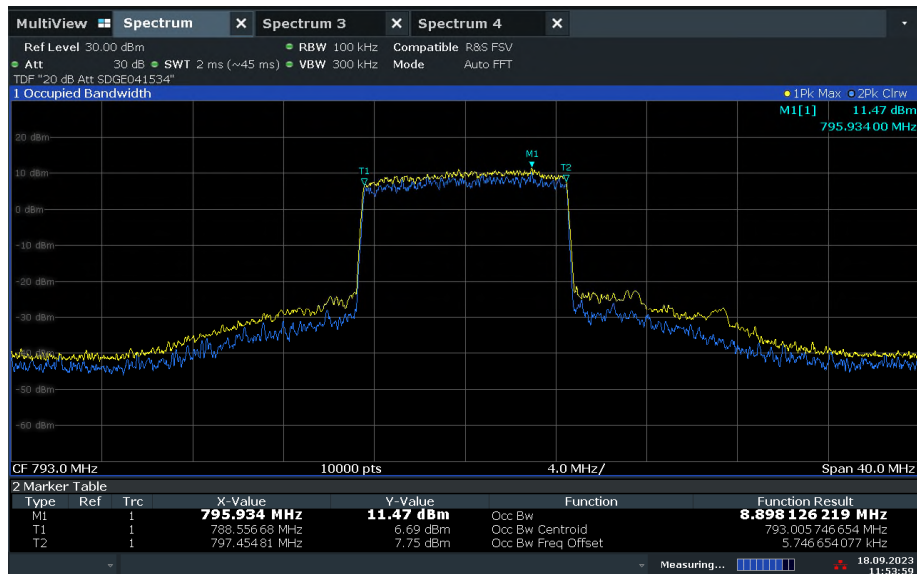 MultiView Spectrum X Spectrum 3 X Spectrum 4 X
Ref Level 30.00 dBm RBW 100 kHz Compatible R&S FSV
Att 30 dB SWT 2 ms (~45 ms) VBW 300 kHz Mode Auto FFT
TDF "20 dB Att SDGE041534"
1 Occupied Bandwidth 1Pk Max 2Pk Clrw
M1[1] 11.47 dBm
795.93400 MHz
20 dBm
M1
T1 T2
10 dBm
0 dBm
-10 dBm
-20 dBm
-30 dBm
-50 dBm
-60 dBm
CF 793.0 MHz 10000 pts 4.0 MHz/ Span 40.0 MHz
2 Marker Table
Type Ref Trc X-Value Y-Value Function Function Result
M1 1 795.934 MHz 11.47 dBm Occ Bw 8.898 126 219 MHz
T1 1 788.556 68 MHz 6.69 dBm Occ Bw Centroid 793.005 746 654 MHz
T2 1 797.454 81 MHz 7.75 dBm Occ Bw Freq Offset 5.746 654 077 kHz
Measuring... 18.09.2023
11:53:59